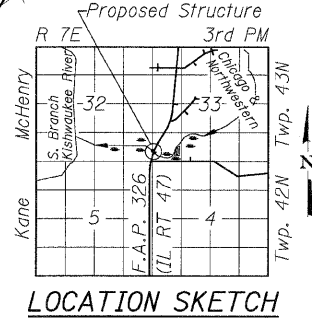 Proposed Structure
R 7E
3rd PM
McHenry
Kane
S. Branch
Kishwaukee River
32
33
Chicago &
Northwestern
Twp. 43N
Twp. 42N
5
4
F.A.P. 326
(IL RT 47)
N
LOCATION SKETCH